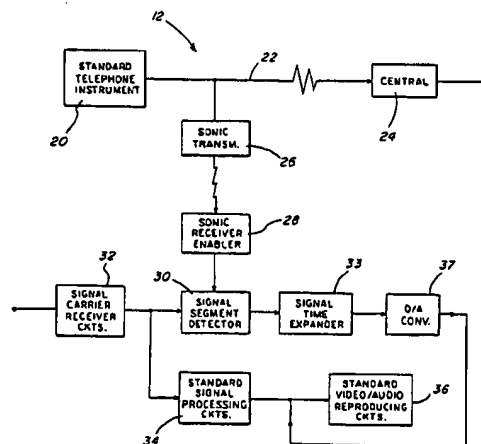 12
STANDARD
TELEPHONE
INSTRUMENT
20
22
CENTRAL
24
SONIC
TRANSM.
26
SONIC
RECEIVER
ENABLER
28
32
SIGNAL
CARRIER
RECEIVER
CKTS.
30
SIGNAL
SEGMENT
DETECTOR
33
SIGNAL
TIME
EXPANDER
37
D/A
CONV.
STANDARD
SIGNAL
PROCESSING
CKTS.
34
STANDARD
VIDEO/AUDIO
REPRODUCING
CKTS.
36